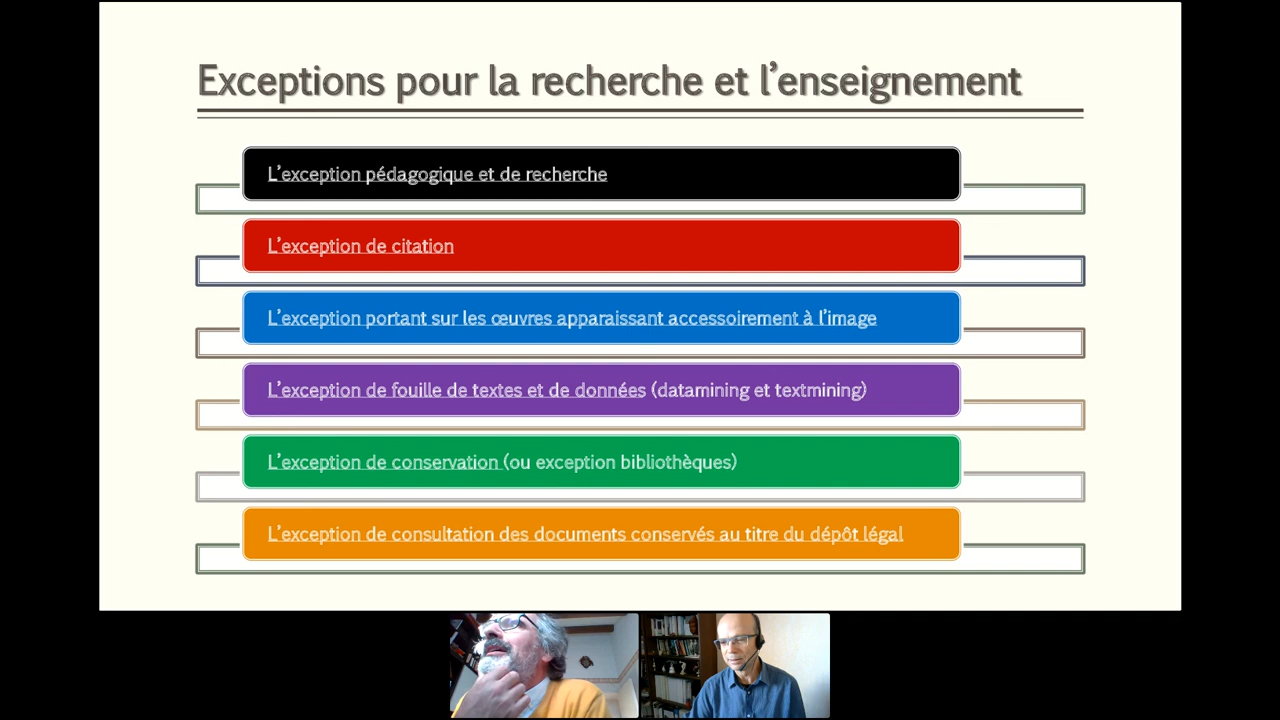 Exceptions pour la recherche et l’enseignement
L’exception pédagogique et de recherche
L’exception de citation
L’exception portant sur les œuvres apparaissant accessoirement à l’image
L’exception de fouille de textes et de données (datamining et textmining)
L’exception de conservation (ou exception bibliothèques)
L’exception de consultation des documents conservés au titre du dépôt légal